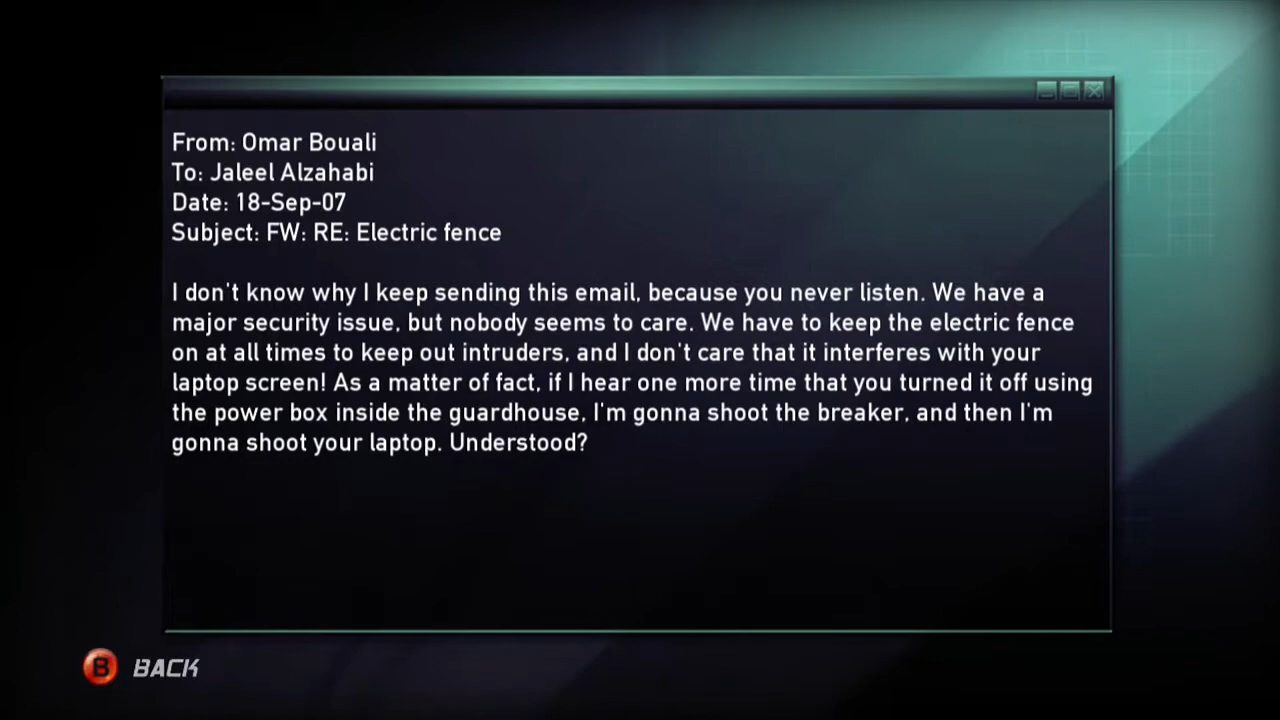 From: Omar Bouali
To: Jaleel Alzahabi
Date: 18-Sep-07
Subject: FW: RE: Electric fence
I don't know why I keep sending this email, because you never listen. We have a
major security issue, but nobody seems to care. We have to keep the electric fence
on at all times to keep out intruders, and I don't care that it interferes with your
laptop screen! As a matter of fact, if I hear one more time that you turned it off using
the power box inside the guardhouse, I'm gonna shoot the breaker, and then I'm
gonna shoot your laptop. Understood?
B BACK